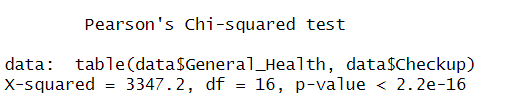 Pearson's Chi-squared test
data:  table(data$General_Health, data$Checkup)
X-squared = 3347.2, df = 16, p-value < 2.2e-16